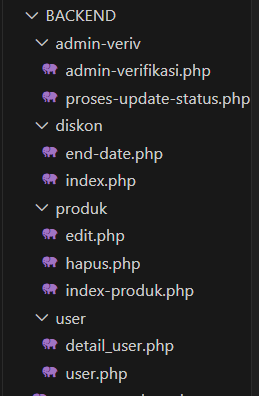 BACKEND
admin-veriv
admin-verifikasi.php
proses-update-status.php
diskon
end-date.php
index.php
produk
edit.php
hapus.php
index-produk.php
user
detail_user.php
user.php